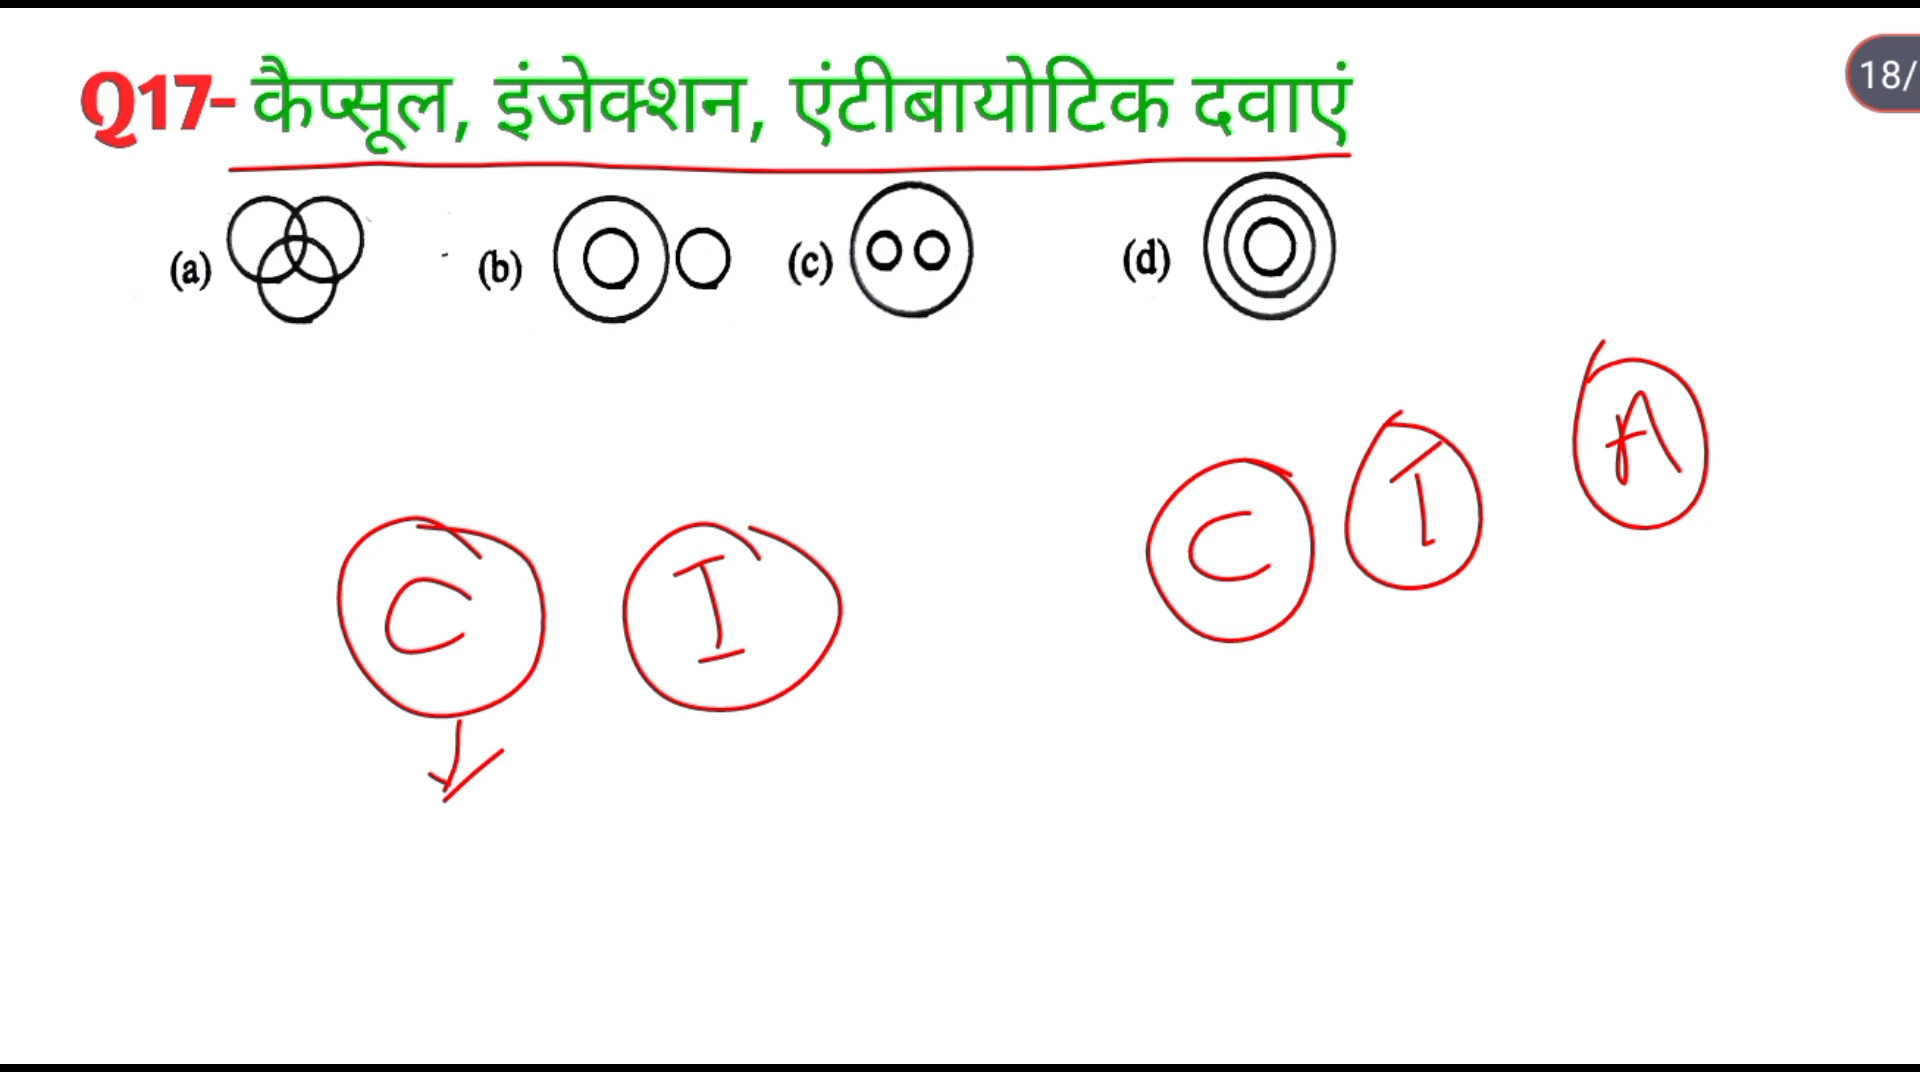 Q17- कैप्सूल, इंजेक्शन, एंटीबायोटिक दवाएं
18/
(a) (b) (c) (d)
A
C I
C I